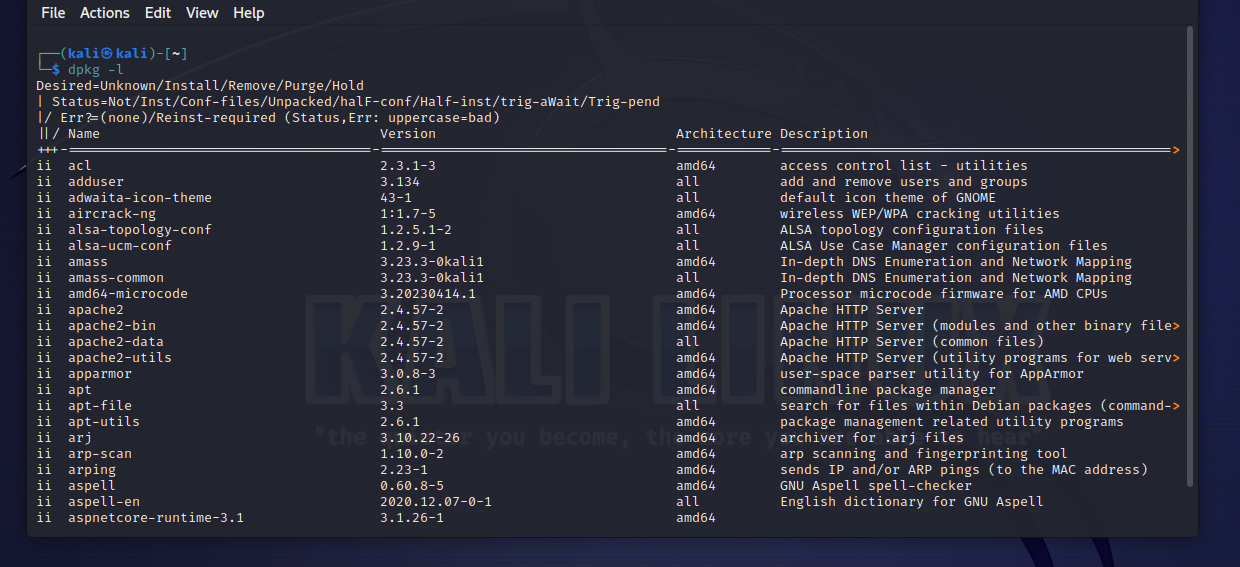 File Actions Edit View Help
┌──(kali㉿kali)-[~]
└─$ dpkg -l
Desired=Unknown/Install/Remove/Purge/Hold
| Status=Not/Inst/Conf-files/Unpacked/halF-conf/Half-inst/trig-aWait/Trig-pend
|/ Err?=(none)/Reinst-required (Status,Err: uppercase=bad)
||/ Name Version Architecture Description
+++-======================================-====================================-============-=================================================>
ii acl 2.3.1-3 amd64 access control list - utilities
ii adduser 3.134 all add and remove users and groups
ii adwaita-icon-theme 43-1 all default icon theme of GNOME
ii aircrack-ng 1:1.7-5 amd64 wireless WEP/WPA cracking utilities
ii alsa-topology-conf 1.2.5.1-2 all ALSA topology configuration files
ii alsa-ucm-conf 1.2.9-1 all ALSA Use Case Manager configuration files
ii amass 3.23.3-0kali1 amd64 In-depth DNS Enumeration and Network Mapping
ii amass-common 3.23.3-0kali1 all In-depth DNS Enumeration and Network Mapping
ii amd64-microcode 3.20230414.1 amd64 Processor microcode firmware for AMD CPUs
ii apache2 2.4.57-2 amd64 Apache HTTP Server
ii apache2-bin 2.4.57-2 amd64 Apache HTTP Server (modules and other binary file>
ii apache2-data 2.4.57-2 all Apache HTTP Server (common files)
ii apache2-utils 2.4.57-2 amd64 Apache HTTP Server (utility programs for web serv>
ii apparmor 3.0.8-3 amd64 user-space parser utility for AppArmor
ii apt 2.6.1 amd64 commandline package manager
ii apt-file 3.3 all search for files within Debian packages (command->
ii apt-utils 2.6.1 amd64 package management related utility programs
ii arj 3.10.22-26 amd64 archiver for .arj files
ii arp-scan 1.10.0-2 amd64 arp scanning and fingerprinting tool
ii arping 2.23-1 amd64 sends IP and/or ARP pings (to the MAC address)
ii aspell 0.60.8-5 amd64 GNU Aspell spell-checker
ii aspell-en 2020.12.07-0-1 all English dictionary for GNU Aspell
ii aspnetcore-runtime-3.1 3.1.26-1 amd64
KALI LINUX
"the you become, the you hear"